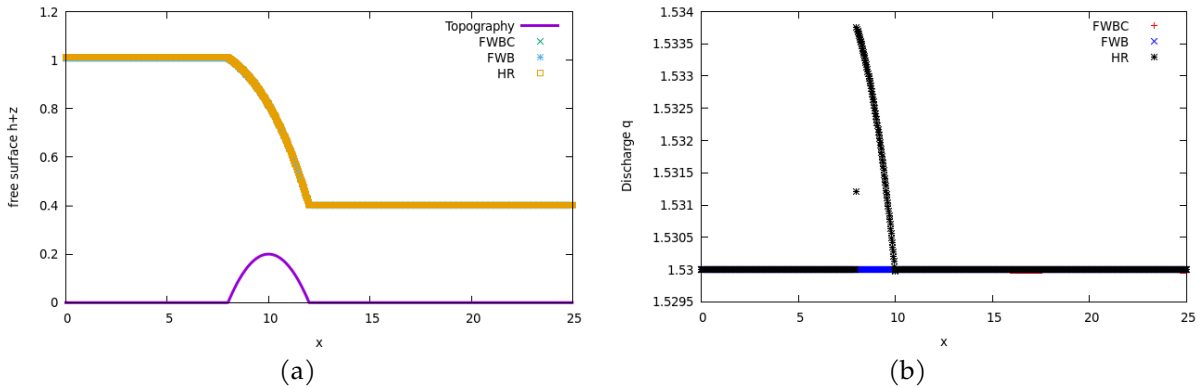 1.2
1
0.8
0.6
0.4
0.2
0
free surface h+z
Topography
FWBC
FWB
HR
0 5 10 15 20 25
x
(a)
1.534
1.5335
1.533
1.5325
1.532
1.5315
1.531
1.5305
1.53
1.5295
Discharge q
FWBC
FWB
HR
0 5 10 15 20 25
x
(b)